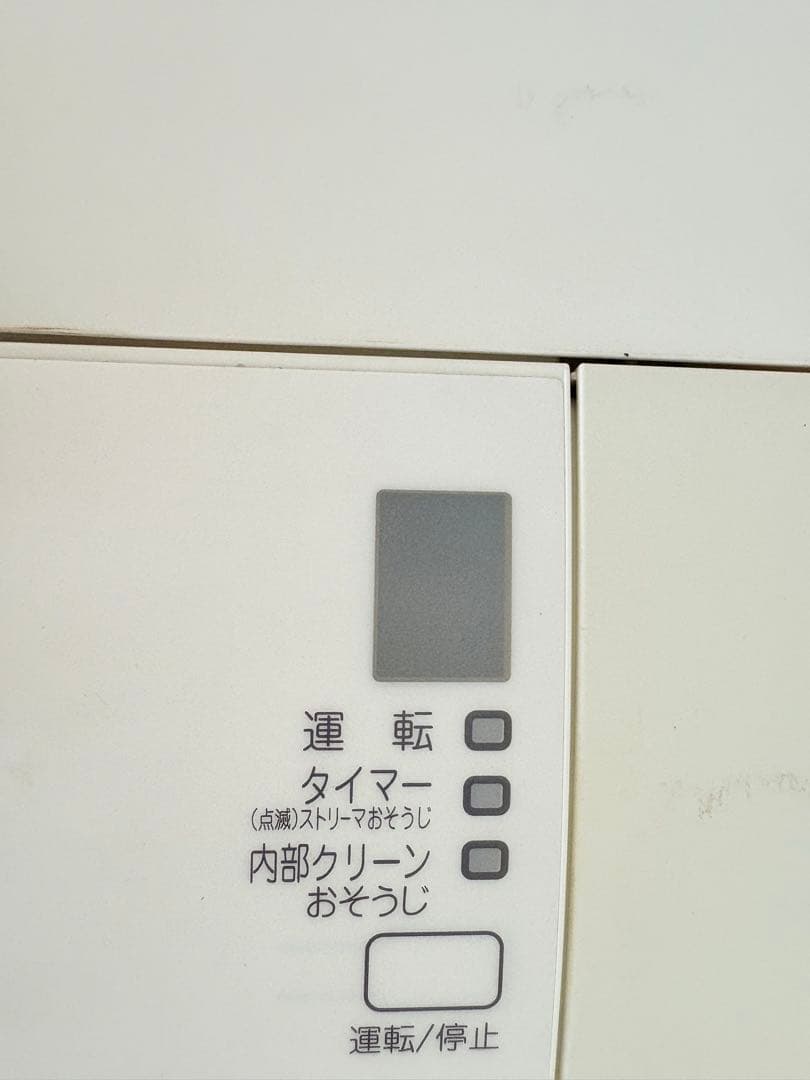 運　転
タイマー
(点滅)ストリーマおそうじ
内部クリーン
おそうじ
運転/停止